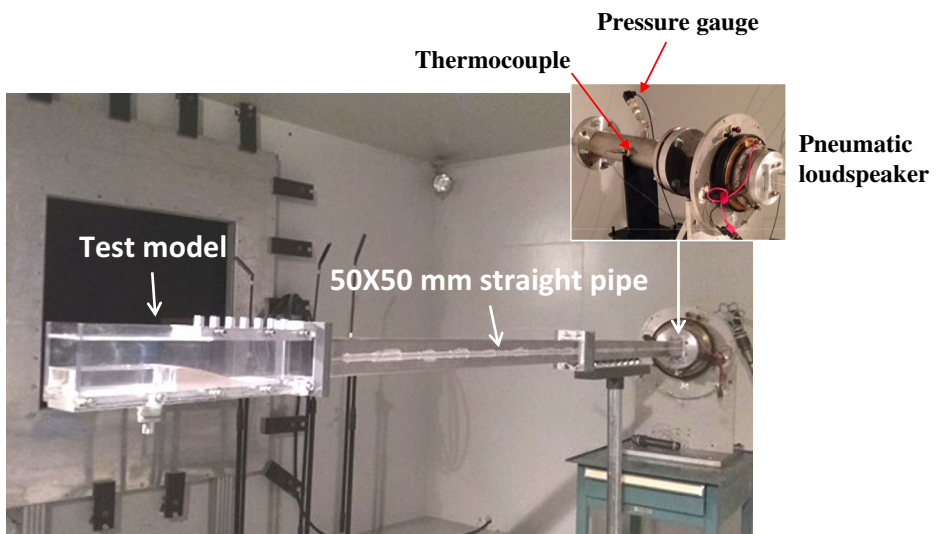 Pressure gauge
Thermocouple
Pneumatic
loudspeaker
Test model
50X50 mm straight pipe